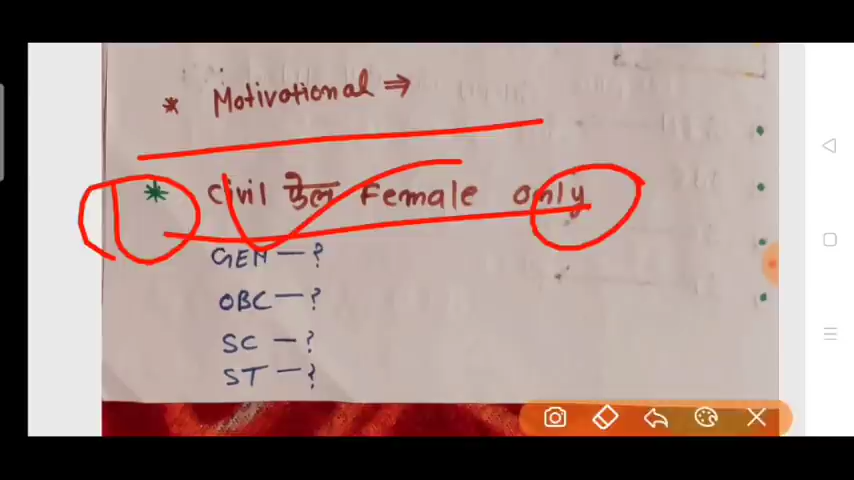 * Motivational ⇒
* Civil केल Female only
GEN — ?
OBC — ?
SC — ?
ST — ?